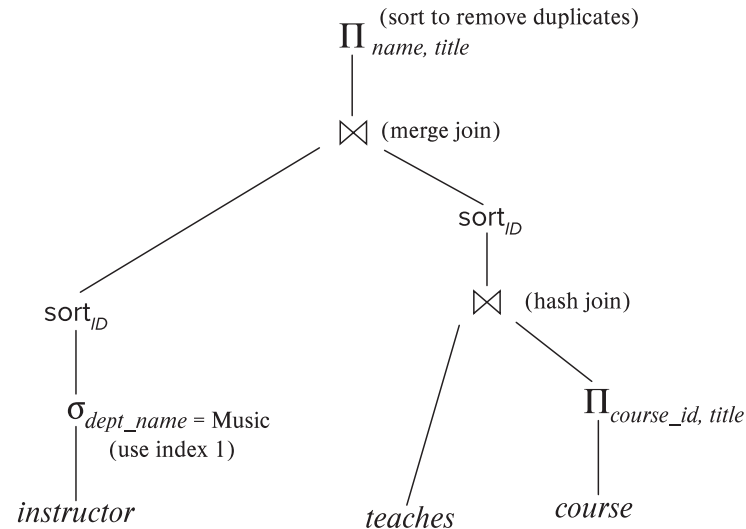 (sort to remove duplicates)
Π name, title
⋈ (merge join)
sort ID
sort ID
⋈ (hash join)
σ dept_name = Music
(use index 1)
Π course_id, title
instructor
teaches
course